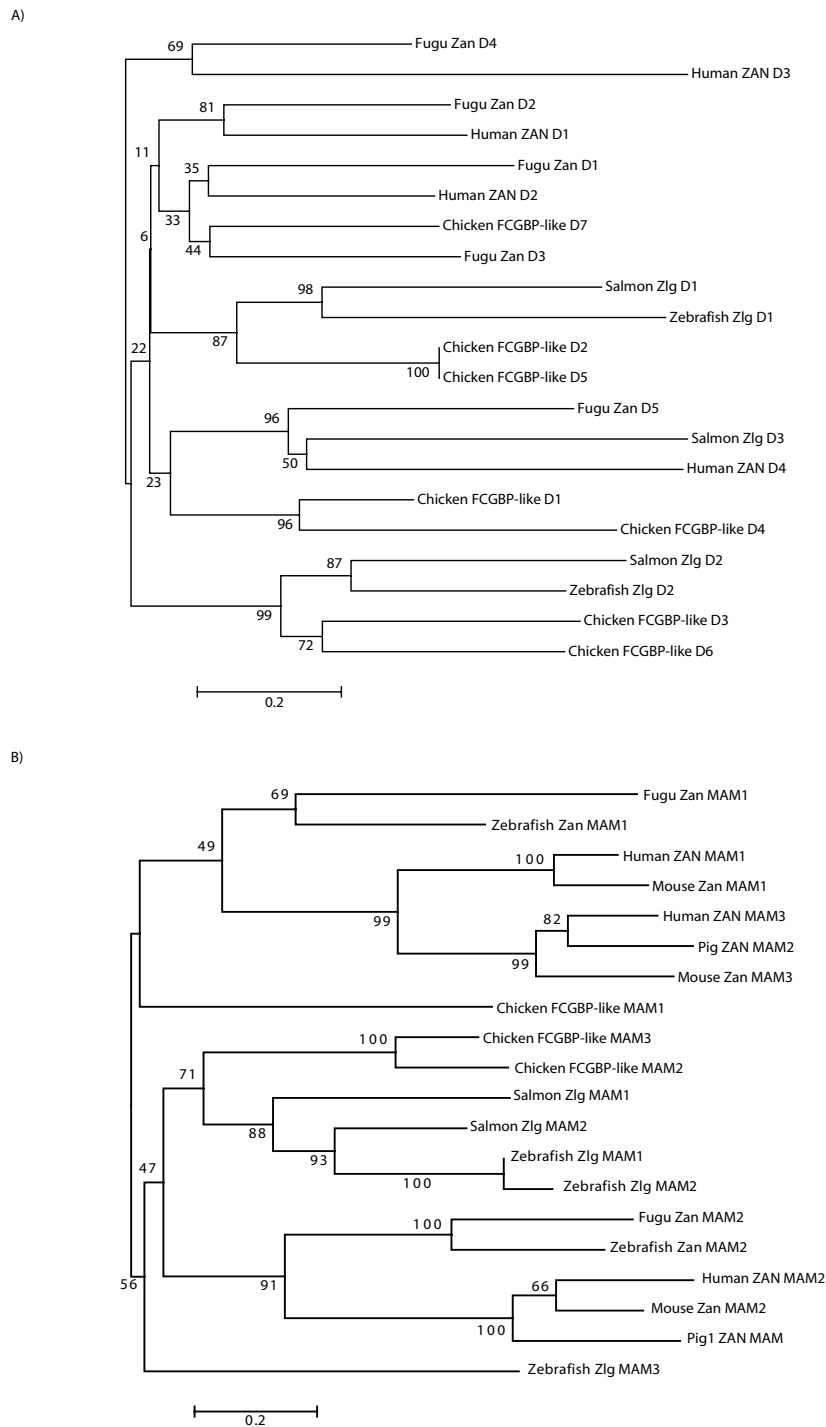 A)
Fugu Zan D4
69
Human ZAN D3
Fugu Zan D2
81
Human ZAN D1
11
Fugu Zan D1
35
Human ZAN D2
33
Chicken FCGBP-like D7
6
44
Fugu Zan D3
Salmon Zlg D1
98
Zebrafish Zlg D1
87
Chicken FCGBP-like D2
22
100
Chicken FCGBP-like D5
Fugu Zan D5
96
Salmon Zlg D3
50
Human ZAN D4
23
Chicken FCGBP-like D1
96
Chicken FCGBP-like D4
Salmon Zlg D2
87
Zebrafish Zlg D2
99
Chicken FCGBP-like D3
72
Chicken FCGBP-like D6
0.2
B)
Fugu Zan MAM1
69
Zebrafish Zan MAM1
49
Human ZAN MAM1
100
Mouse Zan MAM1
99
Human ZAN MAM3
82
Pig ZAN MAM2
99
Mouse Zan MAM3
Chicken FCGBP-like MAM1
Chicken FCGBP-like MAM3
100
Chicken FCGBP-like MAM2
71
Salmon Zlg MAM1
88
Salmon Zlg MAM2
93
Zebrafish Zlg MAM1
47
100
Zebrafish Zlg MAM2
Fugu Zan MAM2
100
Zebrafish Zan MAM2
56
91
Human ZAN MAM2
66
Mouse Zan MAM2
100
Pig1 ZAN MAM
Zebrafish Zlg MAM3
0.2